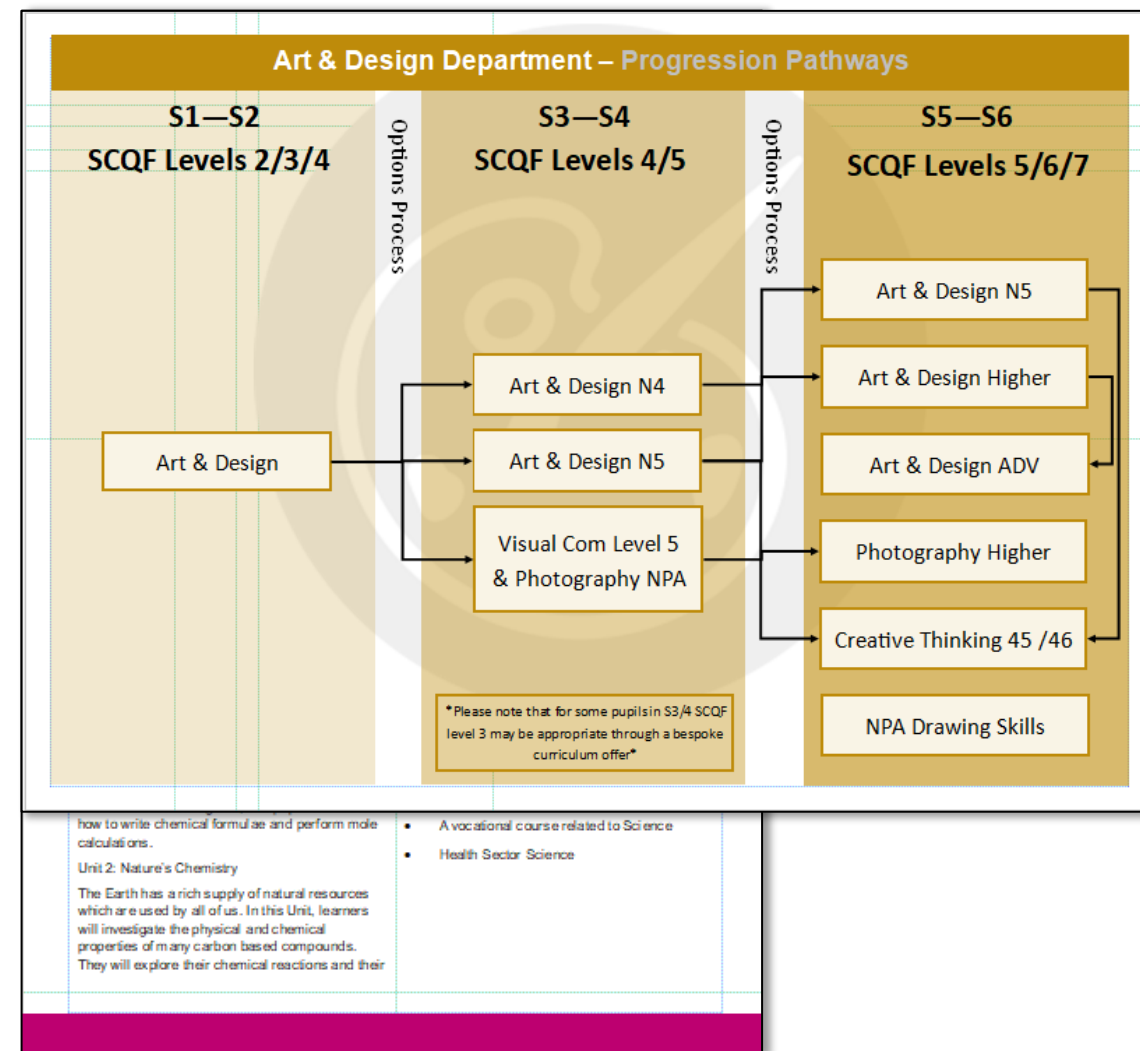 Art & Design Department – Progression Pathways
S1—S2
SCQF Levels 2/3/4
Options Process
S3—S4
SCQF Levels 4/5
Options Process
S5—S6
SCQF Levels 5/6/7
Art & Design
Art & Design N4
Art & Design N5
Visual Com Level 5
& Photography NPA
*Please note that for some pupils in S3/4 SCQF
level 3 may be appropriate through a bespoke
curriculum offer*
Art & Design N5
Art & Design Higher
Art & Design ADV
Photography Higher
Creative Thinking 45 /46
NPA Drawing Skills
how to write chemical formulae and perform mole
calculations.
Unit 2: Nature's Chemistry
The Earth has a rich supply of natural resources
which are used by all of us. In this Unit, learners
will investigate the physical and chemical
properties of many carbon based compounds.
They will explore their chemical reactions and their
• A vocational course related to Science
• Health Sector Science